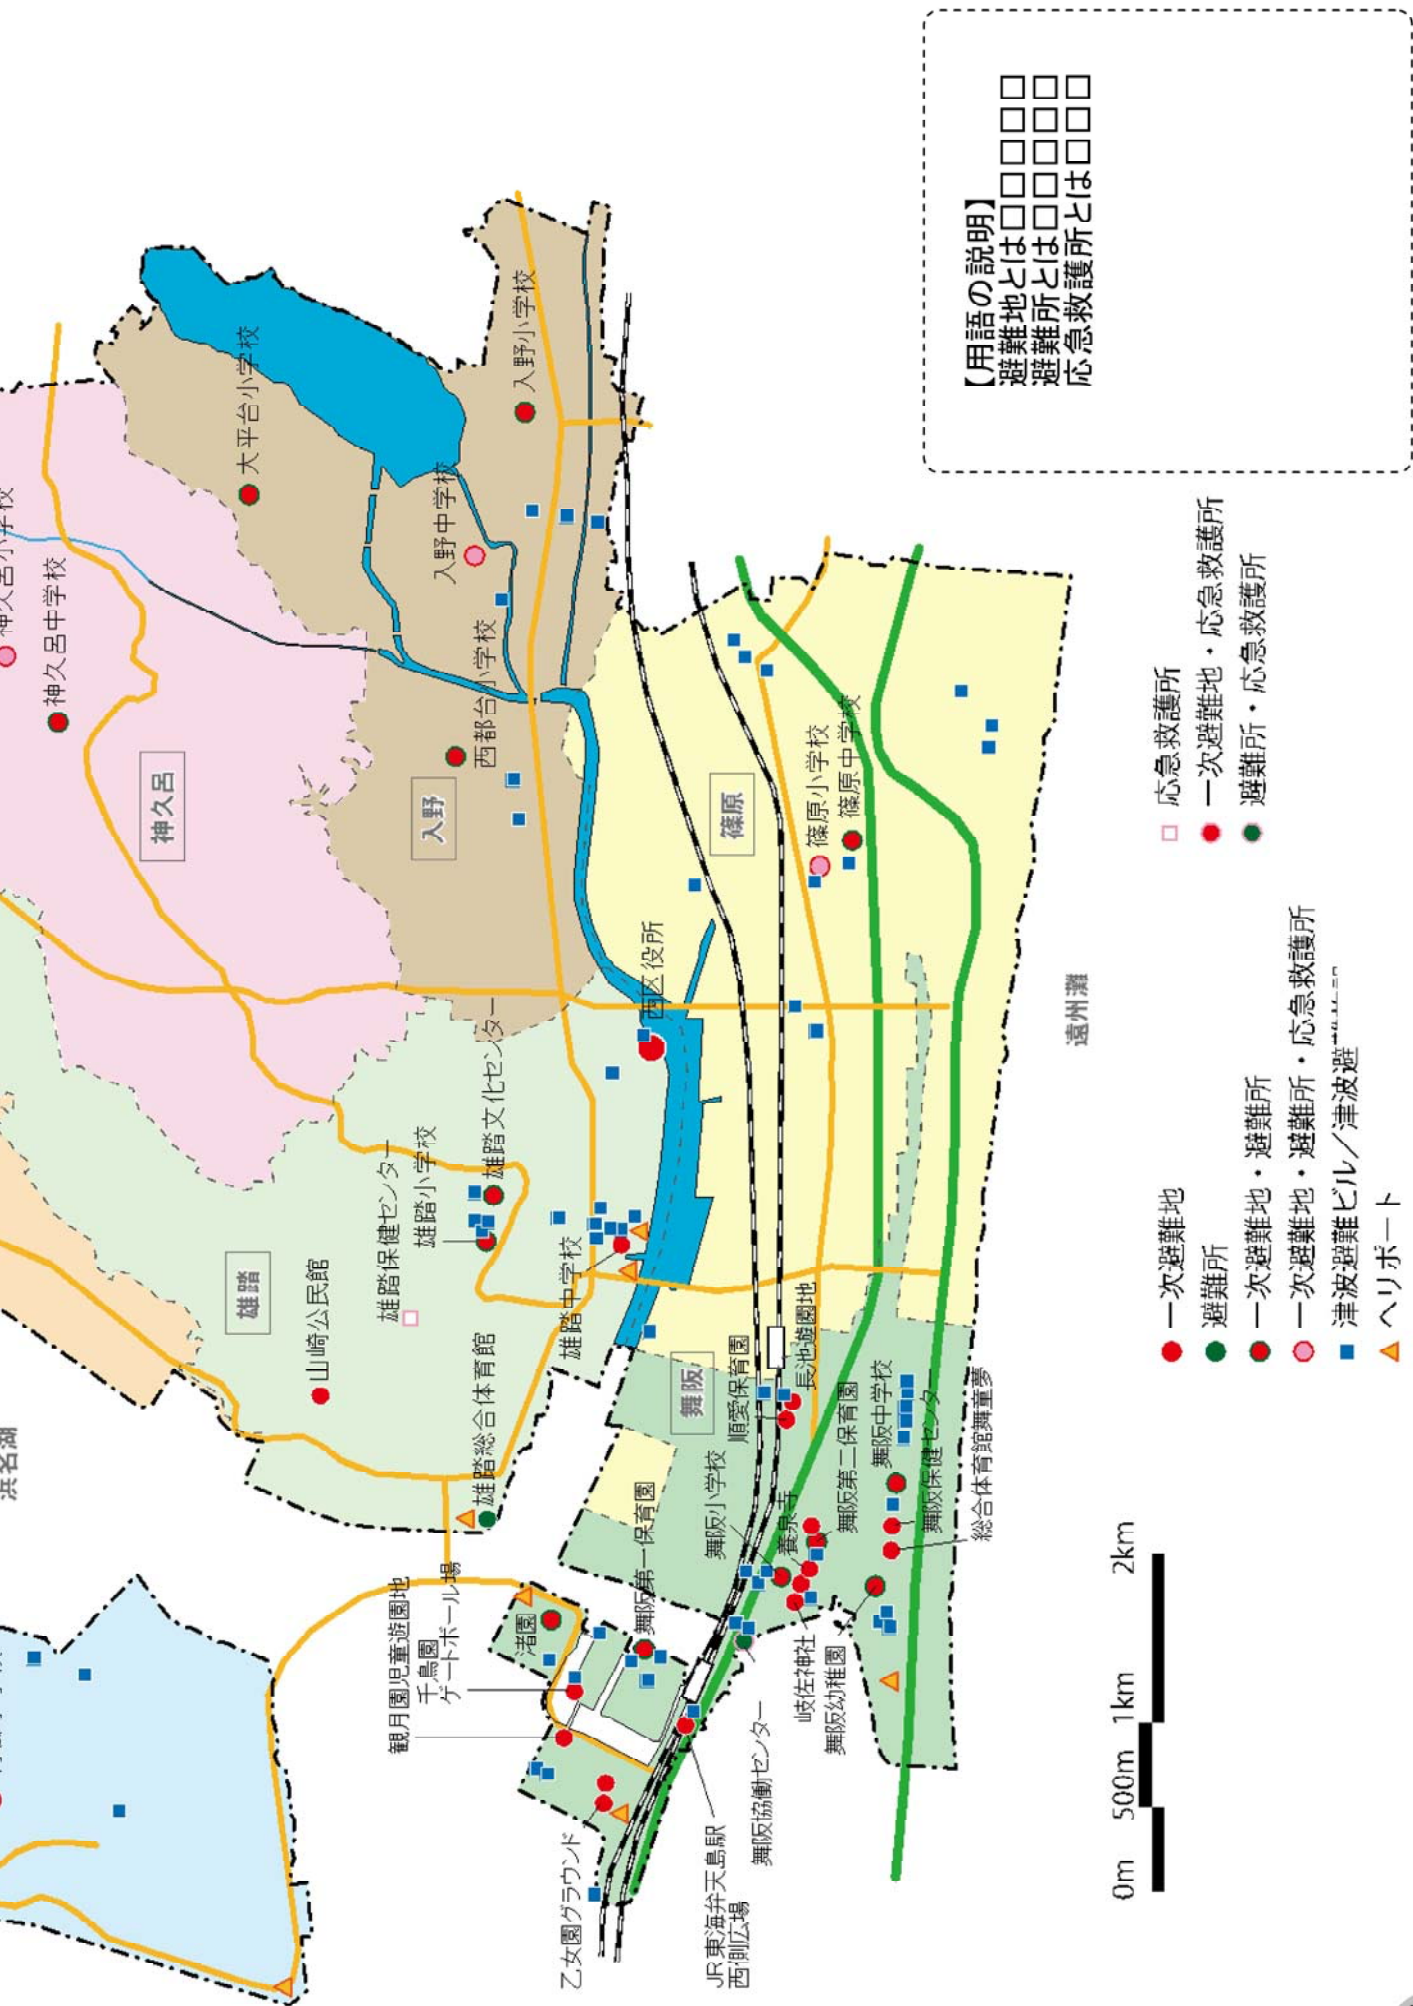 浜名湖
神久呂中学校
大平台小学校
入野小学校
入野中学校
西都台小学校
神久呂
入野
雄踏
篠原
舞阪
山崎公民館
雄踏保健センター
雄踏小学校
雄踏文化センター
雄踏総合体育館
雄踏中学校
西区役所
篠原小学校
篠原中学校
順愛保育園
長池遊園地
舞阪小学校
養泉寺
舞阪第二保育園
舞阪中学校
舞阪保健センター
総合体育館舞童夢
観月園児童遊園地
千鳥園
ゲートボール場
渚園
舞阪第一保育園
岐佐神社
舞阪幼稚園
舞阪協働センター
JR東海弁天島駅
西側広場
乙女園グラウンド
遠州灘
0m 500m 1km 2km
一次避難地
避難所
一次避難地・避難所
一次避難地・避難所・応急救護所
津波避難ビル／津波避
ヘリポート
応急救護所
一次避難地・応急救護所
避難所・応急救護所
【用語の説明】
避難地とは□□□□□
避難所とは□□□□□
応急救護所とは□□□□